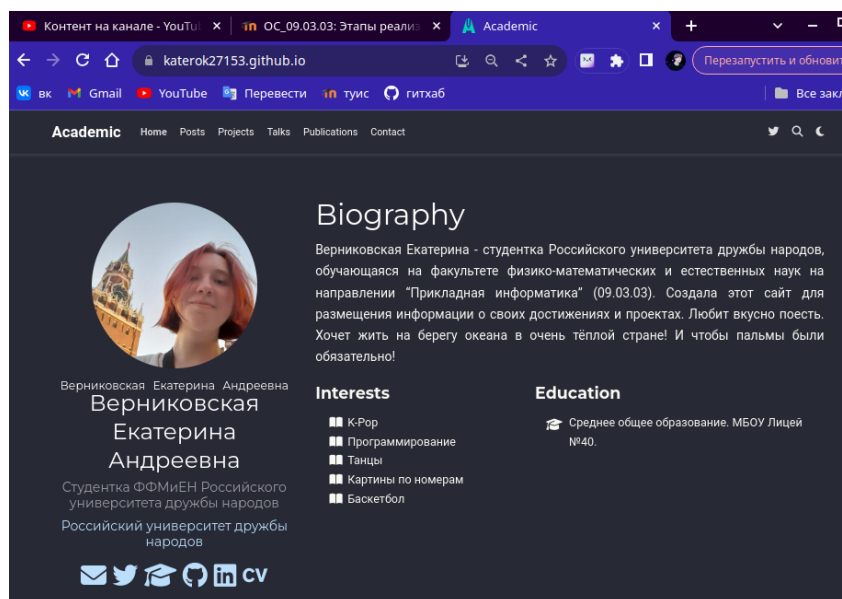 Контент на канале - YouTu
ОС_09.03.03: Этапы реализ
Academic
katerok27153.github.io
Перезапустить и обновит
вк
Gmail
YouTube
Перевести
туис
гитхаб
Все закл
Academic
Home Posts Projects Talks Publications Contact
Biography
Верниковская Екатерина - студентка Российского университета дружбы народов,
обучающаяся на факультете физико-математических и естественных наук на
направлении “Прикладная информатика” (09.03.03). Создала этот сайт для
размещения информации о своих достижениях и проектах. Любит вкусно поесть.
Хочет жить на берегу океана в очень тёплой стране! И чтобы пальмы были
обязательно!
Верниковская Екатерина Андреевна
Верниковская
Екатерина
Андреевна
Студентка ФФМиЕН Российского
университета дружбы народов
Российский университет дружбы
народов
CV
Interests
K-Pop
Программирование
Танцы
Картины по номерам
Баскетбол
Education
Среднее общее образование. МБОУ Лицей
№40.